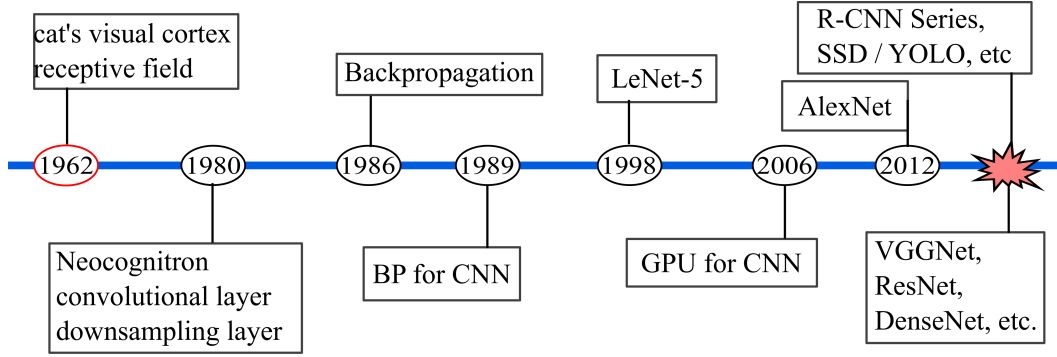 cat's visual cortex
receptive field
Backpropagation
LeNet-5
AlexNet
R-CNN Series,
SSD / YOLO, etc
1962
1980
1986
1989
1998
2006
2012
Neocognitron
convolutional layer
downsampling layer
BP for CNN
GPU for CNN
VGGNet,
ResNet,
DenseNet, etc.